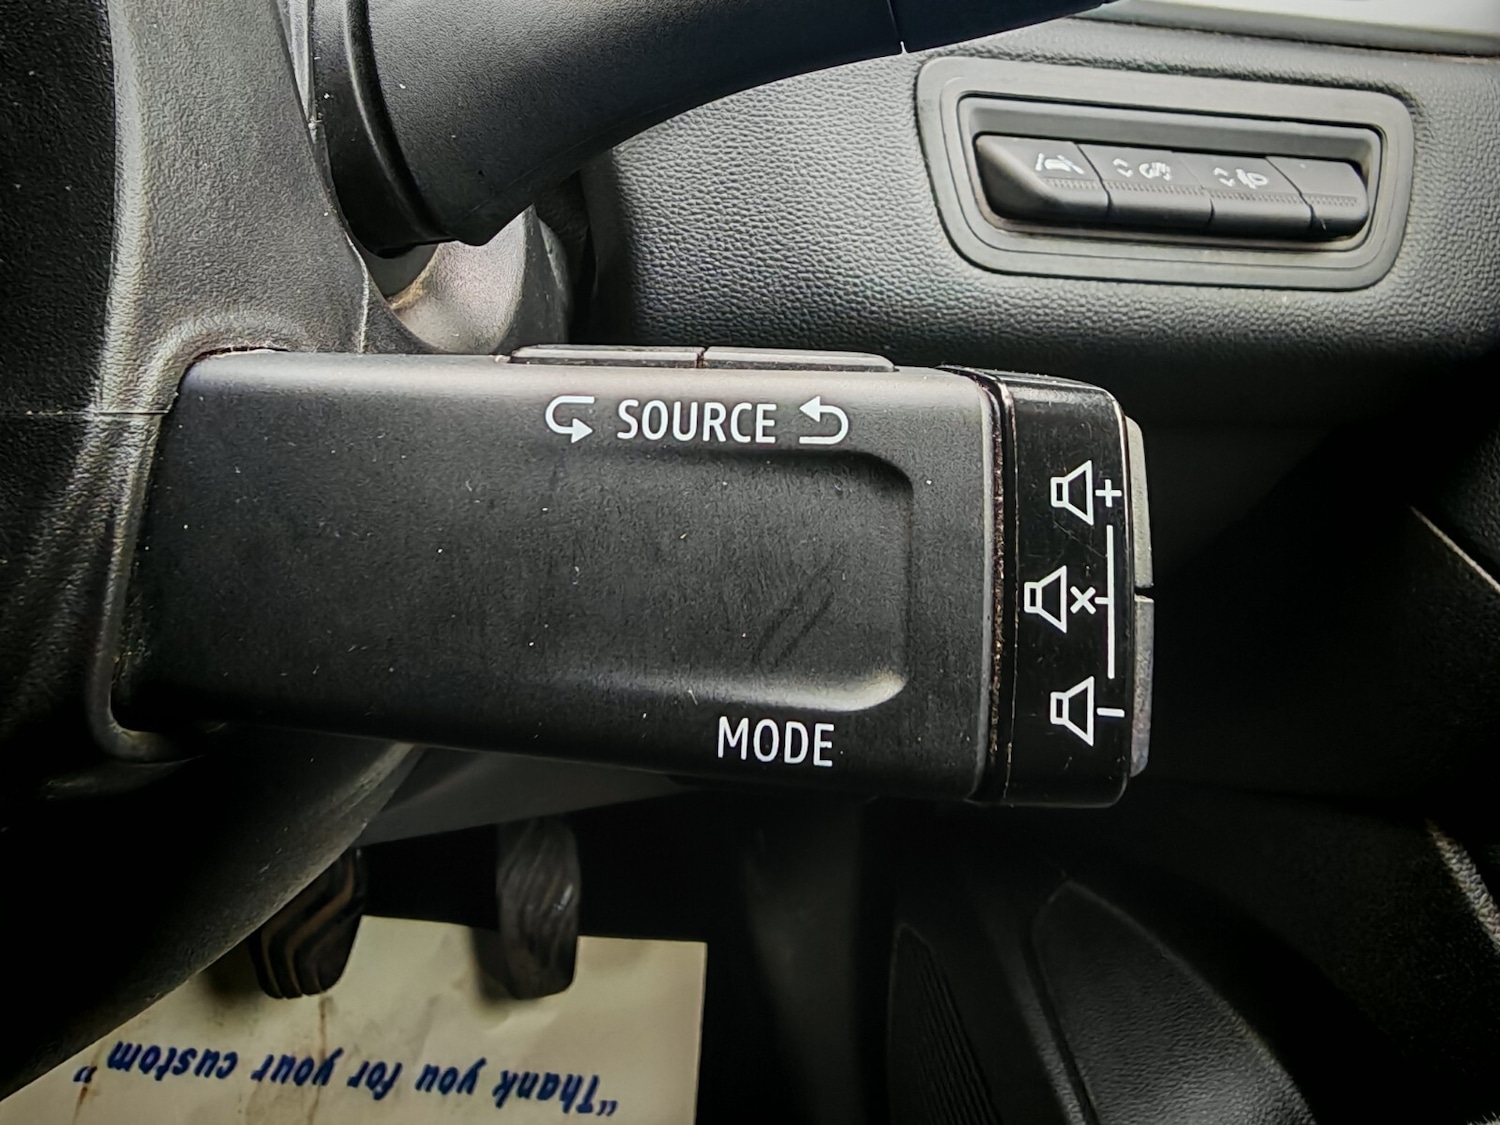 SOURCE
+
×
−
MODE
"Thank you for your custom"